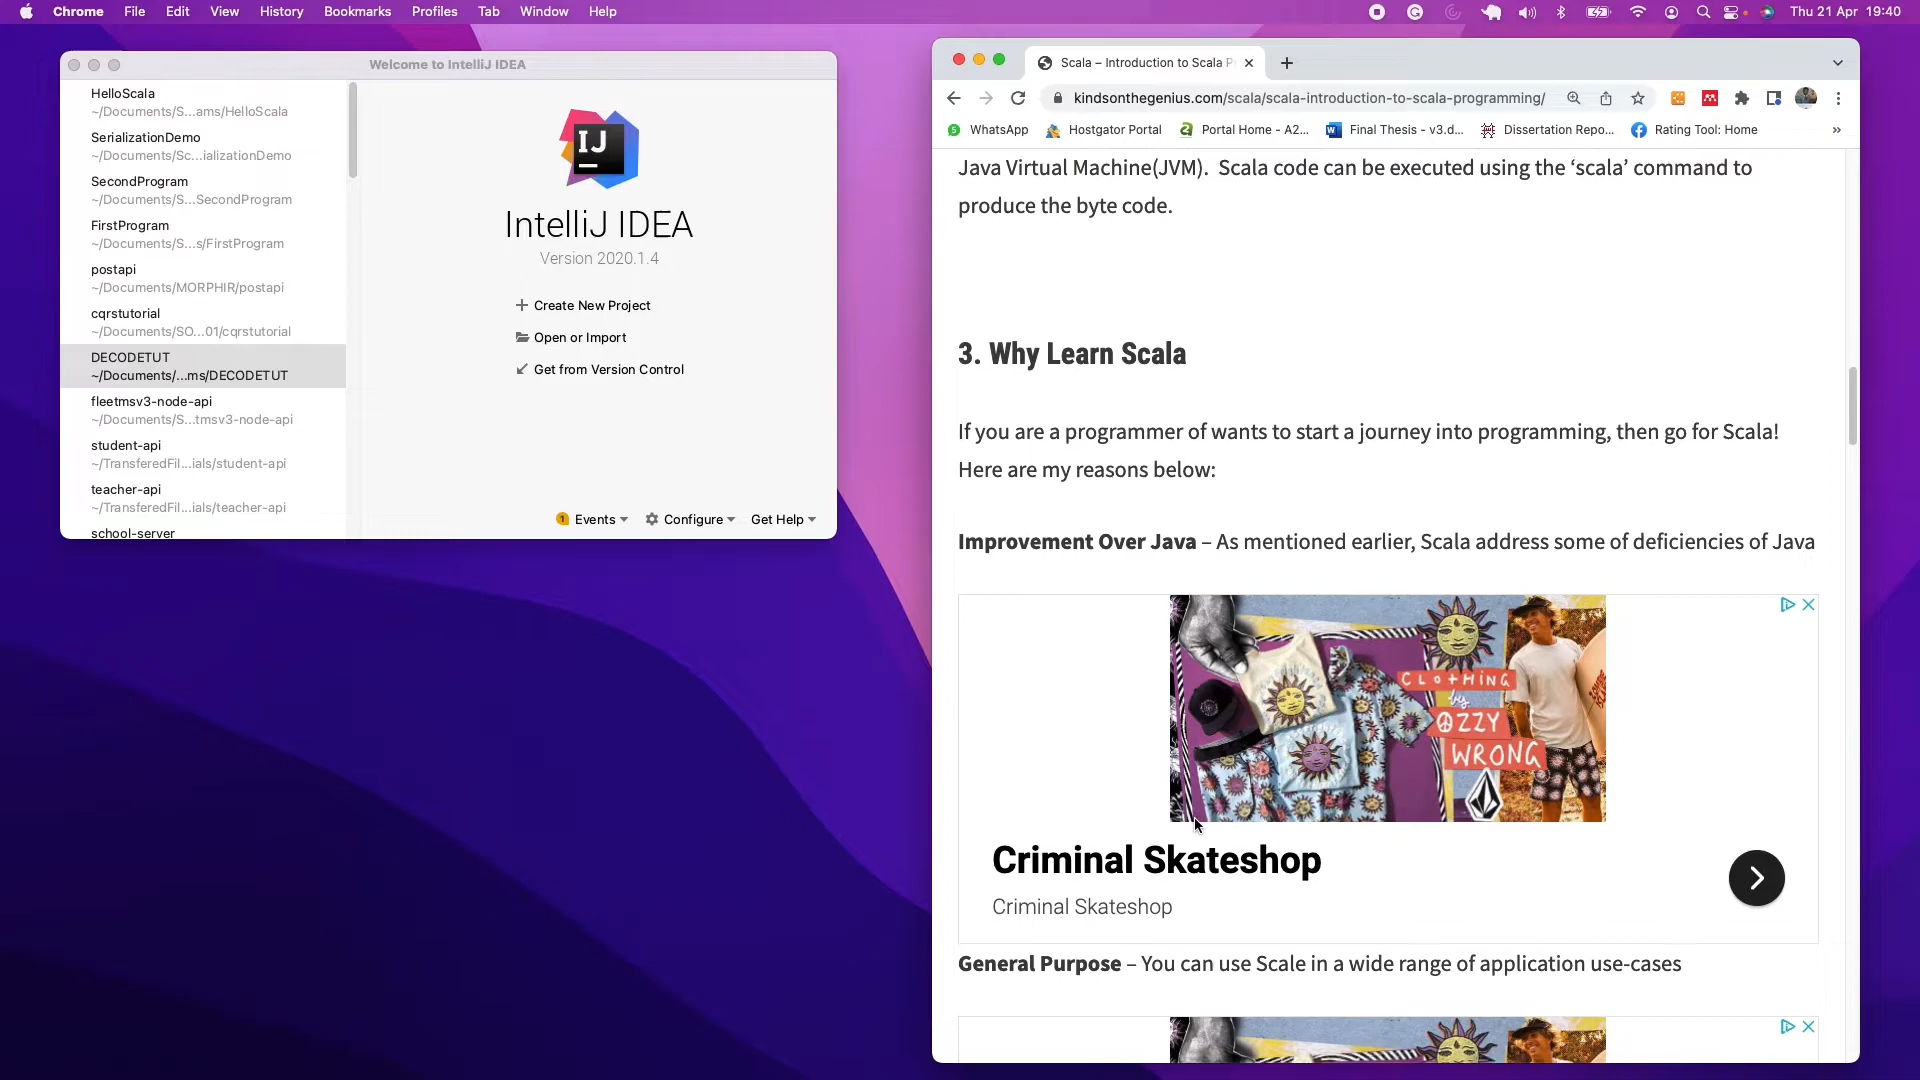 Chrome File Edit View History Bookmarks Profiles Tab Window Help
Thu 21 Apr 19:40
Welcome to IntelliJ IDEA
HelloScala
~/Documents/S...ams/HelloScala
SerializationDemo
~/Documents/Sc...ializationDemo
SecondProgram
~/Documents/S...SecondProgram
FirstProgram
~/Documents/S...s/FirstProgram
postapi
~/Documents/MORPHIR/postapi
cqrstutorial
~/Documents/SO...01/cqrstutorial
DECODETUT
~/Documents/...ms/DECODETUT
fleetmsv3-node-api
~/Documents/S...tmsv3-node-api
student-api
~/TransferedFil...ials/student-api
teacher-api
~/TransferedFil...ials/teacher-api
school-server
IJ
IntelliJ IDEA
Version 2020.1.4
Create New Project
Open or Import
Get from Version Control
1 Events Configure Get Help
Scala – Introduction to Scala P
kindsonthegenius.com/scala/scala-introduction-to-scala-programming/
WhatsApp Hostgator Portal Portal Home - A2... Final Thesis - v3.d... Dissertation Repo... Rating Tool: Home »
Java Virtual Machine(JVM). Scala code can be executed using the ‘scala’ command to
produce the byte code.
3. Why Learn Scala
If you are a programmer of wants to start a journey into programming, then go for Scala!
Here are my reasons below:
Improvement Over Java – As mentioned earlier, Scala address some of deficiencies of Java
CLOTHING
by
OZZY
WRONG
Criminal Skateshop
Criminal Skateshop
General Purpose – You can use Scale in a wide range of application use-cases